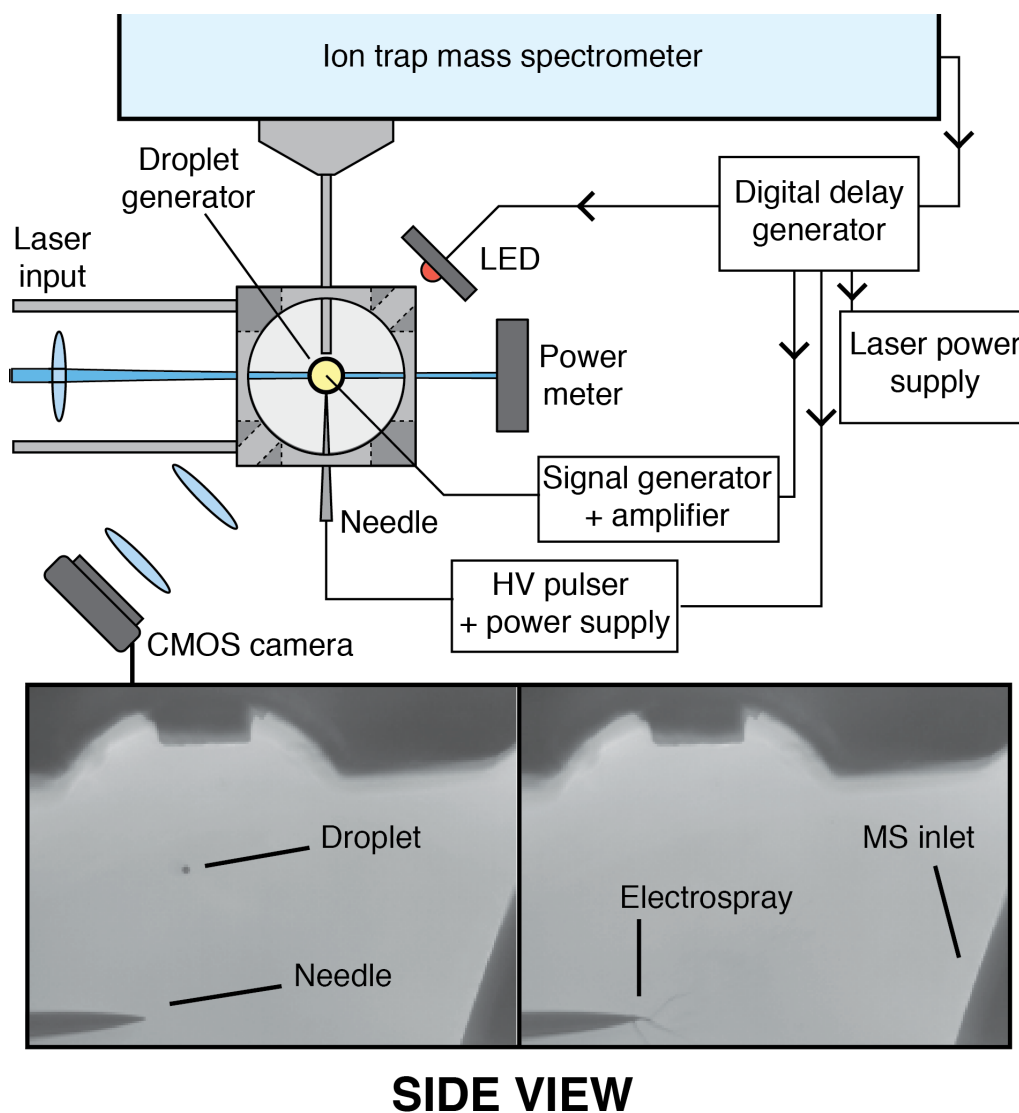 Ion trap mass spectrometer
Droplet
generator
Laser
input
LED
Digital delay
generator
Power
meter
Laser power
supply
Signal generator
+ amplifier
Needle
HV pulser
+ power supply
CMOS camera
Droplet
Needle
Electrospray
MS inlet
SIDE VIEW